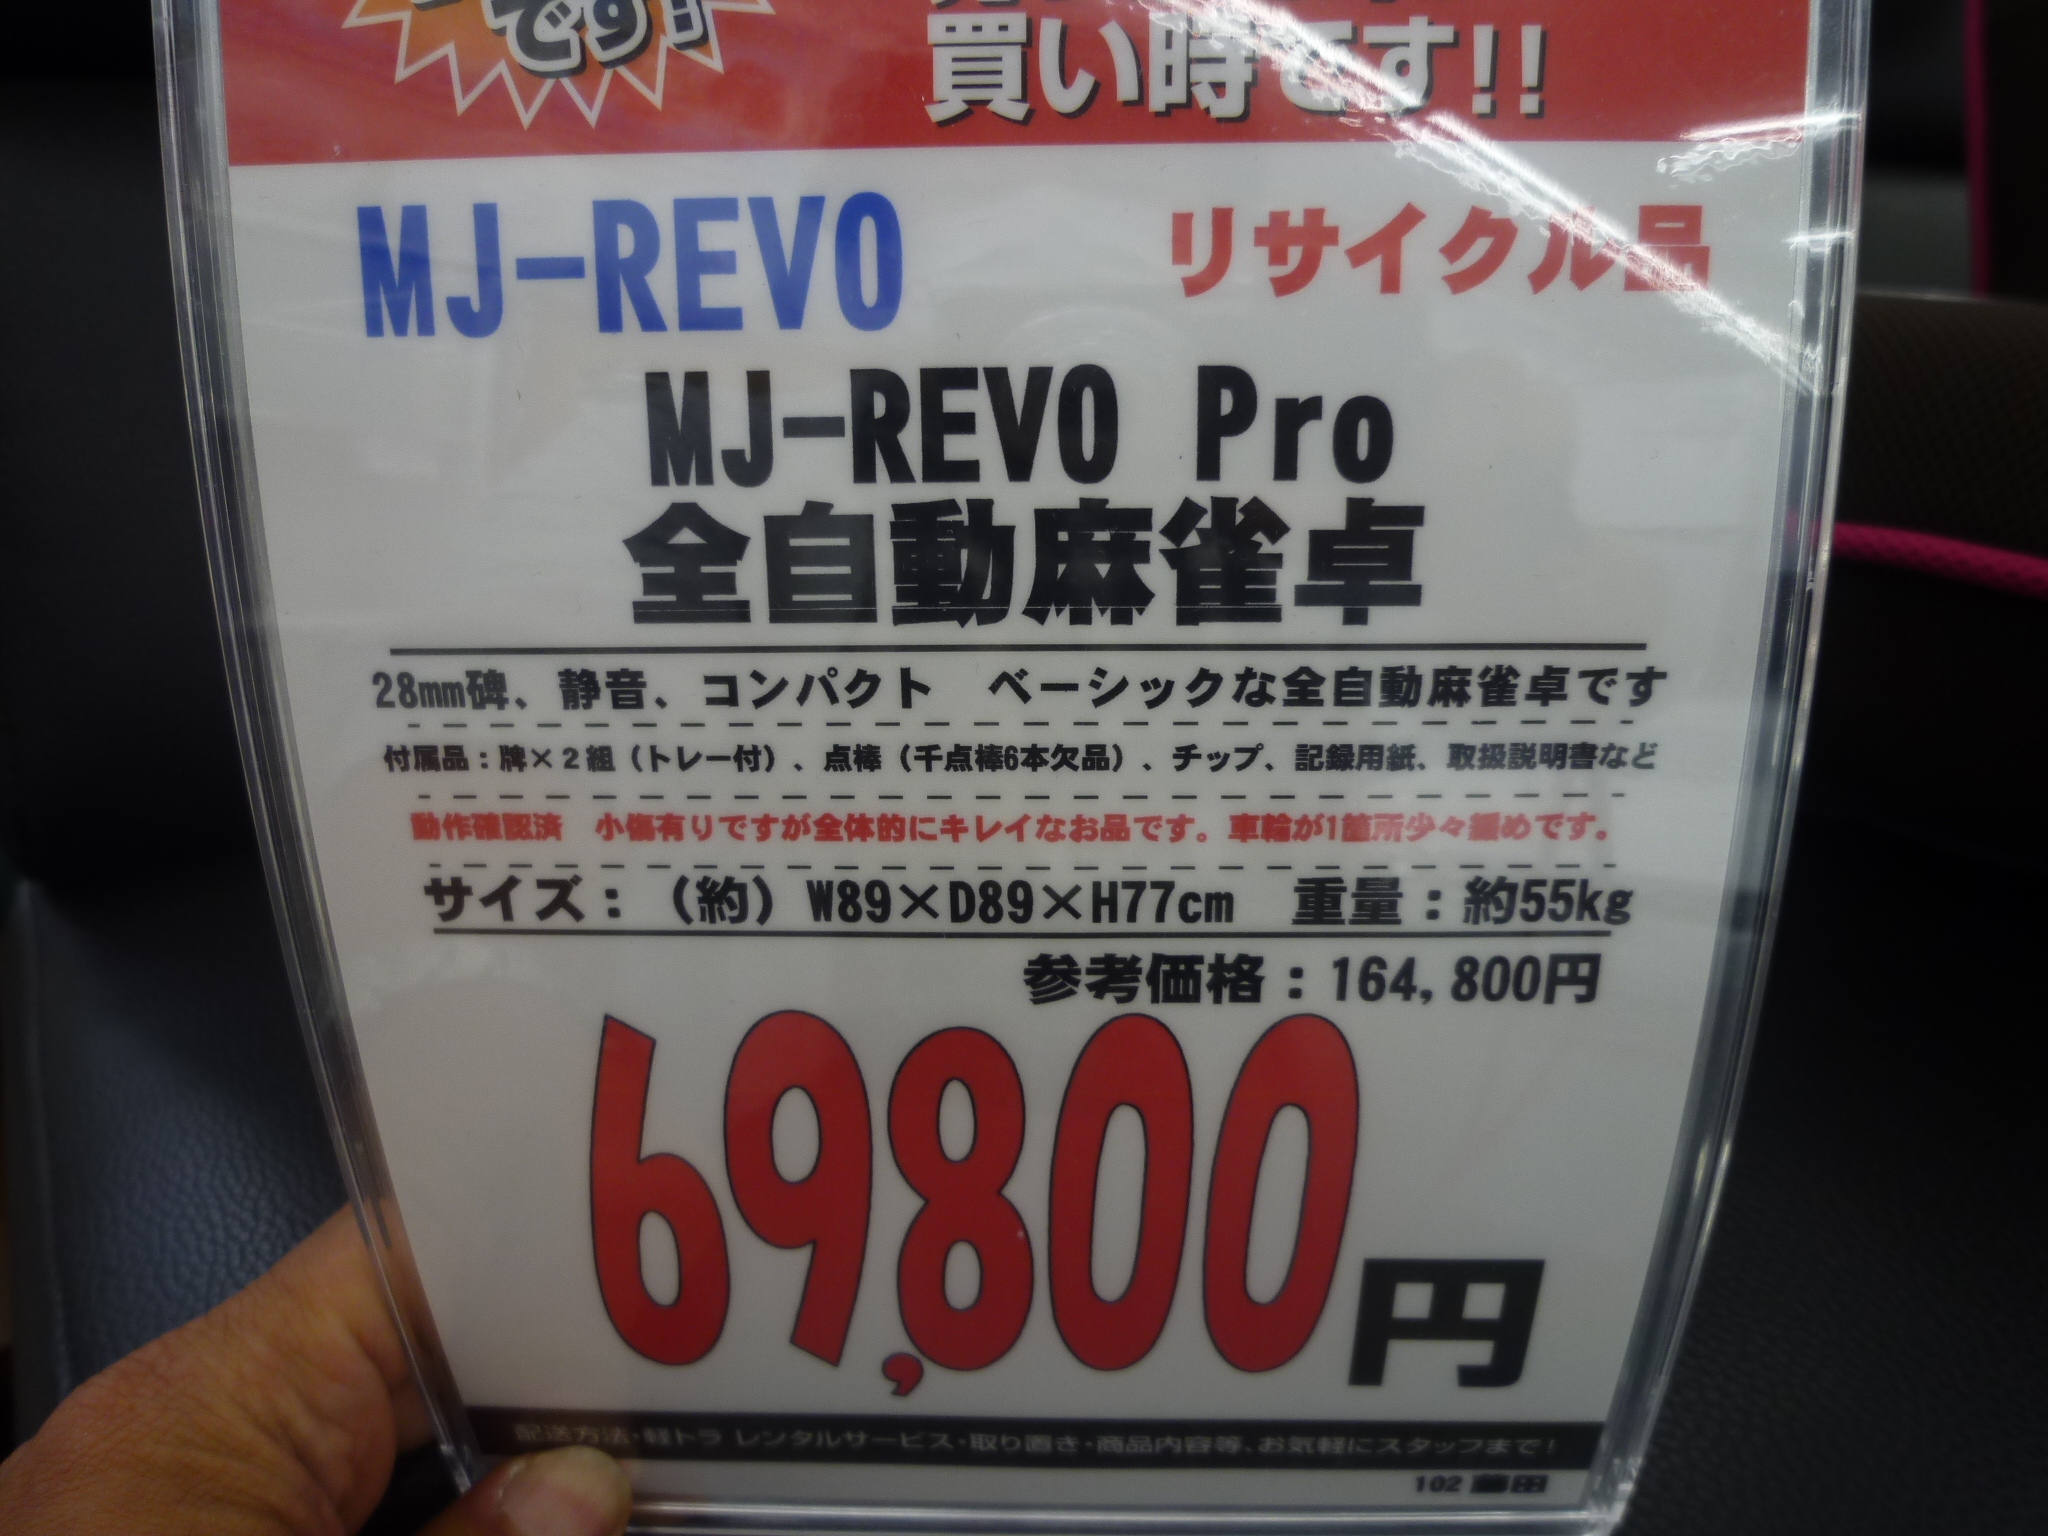 です!
買い時です!!
MJ-REVO リサイクル品
MJ-REVO Pro
全自動麻雀卓
28mm碑、静音、コンパクト ベーシックな全自動麻雀卓です
付属品：牌×２組（トレー付）、点棒（千点棒6本欠品）、チップ、記録用紙、取扱説明書など
動作確認済 小傷有りですが全体的にキレイなお品です。車輪が1箇所少々緩めです。
サイズ：（約）W89×D89×H77cm 重量：約55kg
参考価格：164,800円
69,800円
配送方法・軽トラ レンタルサービス・取り置き・商品内容等、お気軽にスタッフまで!
102 藤田